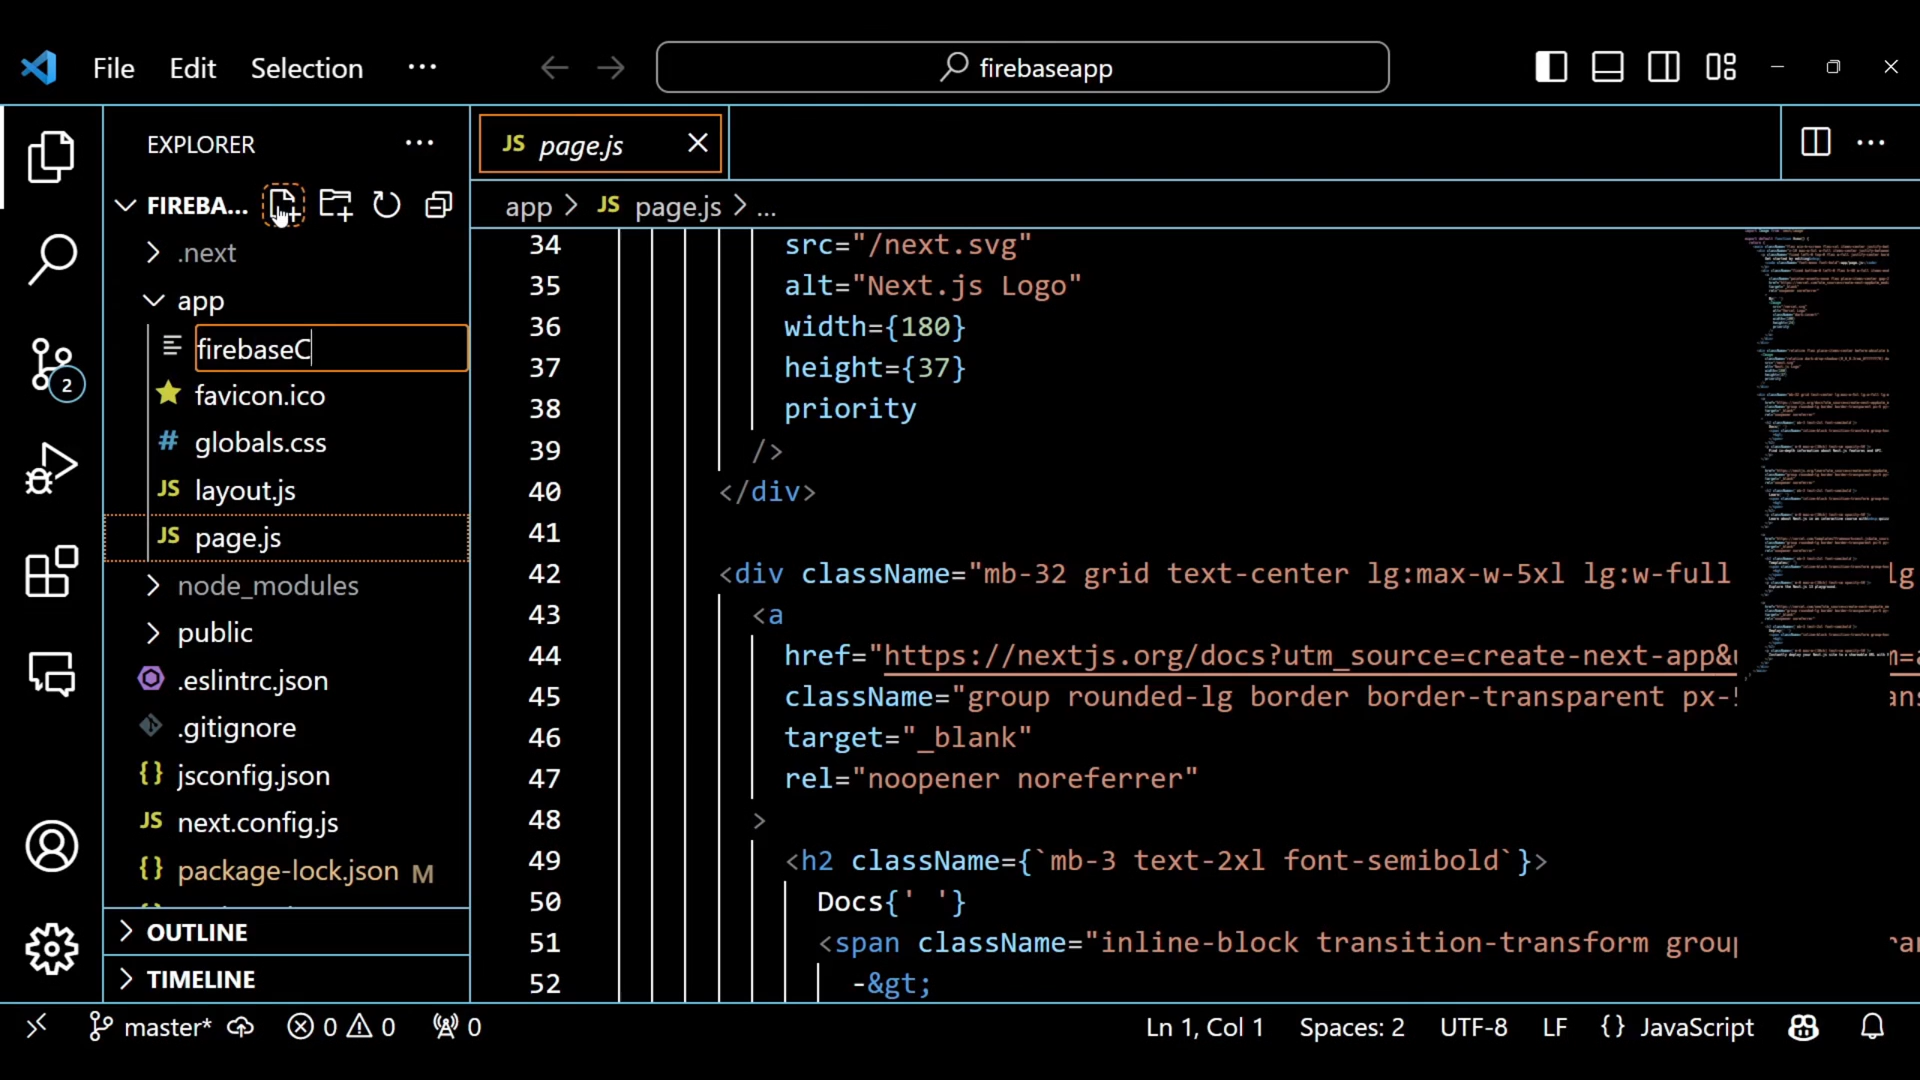 File Edit Selection ... firebaseapp
EXPLORER ...
FIREBA...
.next
app
firebaseC
favicon.ico
# globals.css
JS layout.js
JS page.js
node_modules
public
.eslintrc.json
.gitignore
{} jsconfig.json
JS next.config.js
{} package-lock.json M
OUTLINE
TIMELINE
2
JS page.js
app > JS page.js > ...
34 src="/next.svg"
35 alt="Next.js Logo"
36 width={180}
37 height={37}
38 priority
39 />
40 </div>
41
42 <div className="mb-32 grid text-center lg:max-w-5xl lg:w-full lg
43 <a
44 href="https://nextjs.org/docs?utm_source=create-next-app&
45 className="group rounded-lg border border-transparent px-
46 target="_blank"
47 rel="noopener noreferrer"
48 >
49 <h2 className={`mb-3 text-2xl font-semibold`}>
50 Docs{' '}
51 <span className="inline-block transition-transform group
52 -&gt;
master* 0 0 0 Ln 1, Col 1 Spaces: 2 UTF-8 LF {} JavaScript